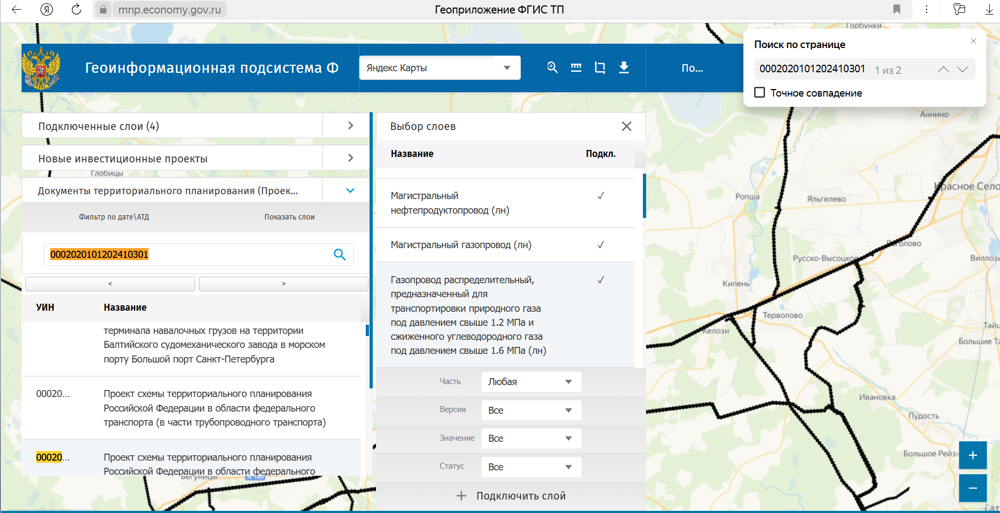 mnp.economy.gov.ru
Геоприложение ФГИС ТП
Горбунки
Поиск по странице
0002020101202410301 1 из 2
Точное совпадение
Геоинформационная подсистема Ф
Яндекс Карты
По...
Подключенные слои (4)
Новые инвестиционные проекты
Глобицы
Документы территориального планирования (Проек...
Фильтр по дате\АТД
Показать слои
0002020101202410301
<
>
УИН
Название
терминала навалочных грузов на территории
Балтийского судомеханического завода в морском
порту Большой порт Санкт-Петербурга
00020...
Проект схемы территориального планирования
Российской Федерации в области федерального
транспорта (в части трубопроводного транспорта)
00020...
Проект схемы территориального планирования
Российской Федерации в области федерального
Бегуницы
А-180
Выбор слоев
Название
Подкл.
Магистральный
нефтепродуктопровод (лн)
Магистральный газопровод (лн)
Газопровод распределительный,
предназначенный для
транспортировки природного газа
под давлением свыше 1.2 МПа и
сжиженного углеводородного газа
под давлением свыше 1.6 МПа (лн)
Часть
Любая
Версия
Все
Значение
Все
Статус
Все
Подключить слой
Аннино
Красное Село
Ропша
Яльгелево
Русско-Высоцкое
Виллози
Кипень
Терволово
Келози
Тайц
Большие Та
Ивановка
Пудость
Большое Рейзи
+
−
Гат